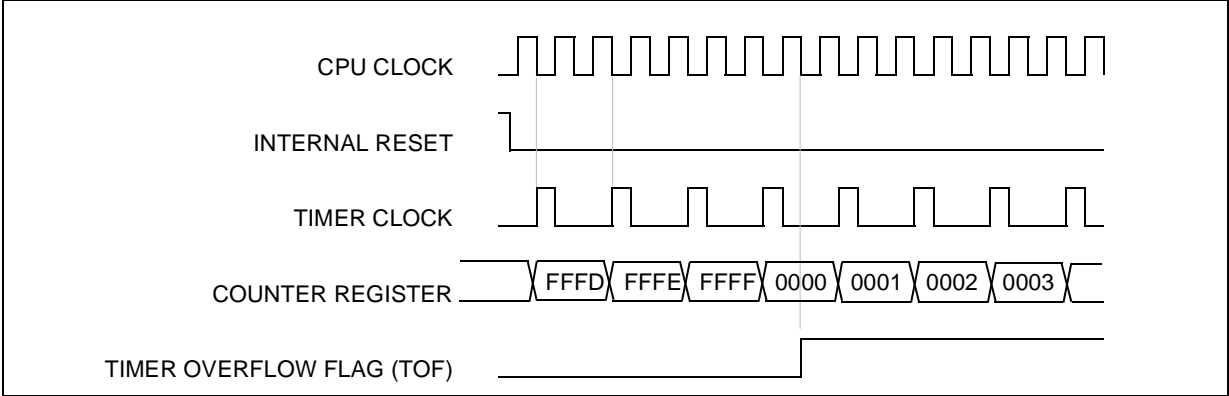 CPU CLOCK
INTERNAL RESET
TIMER CLOCK
COUNTER REGISTER FFFD FFFE FFFF 0000 0001 0002 0003
TIMER OVERFLOW FLAG (TOF)